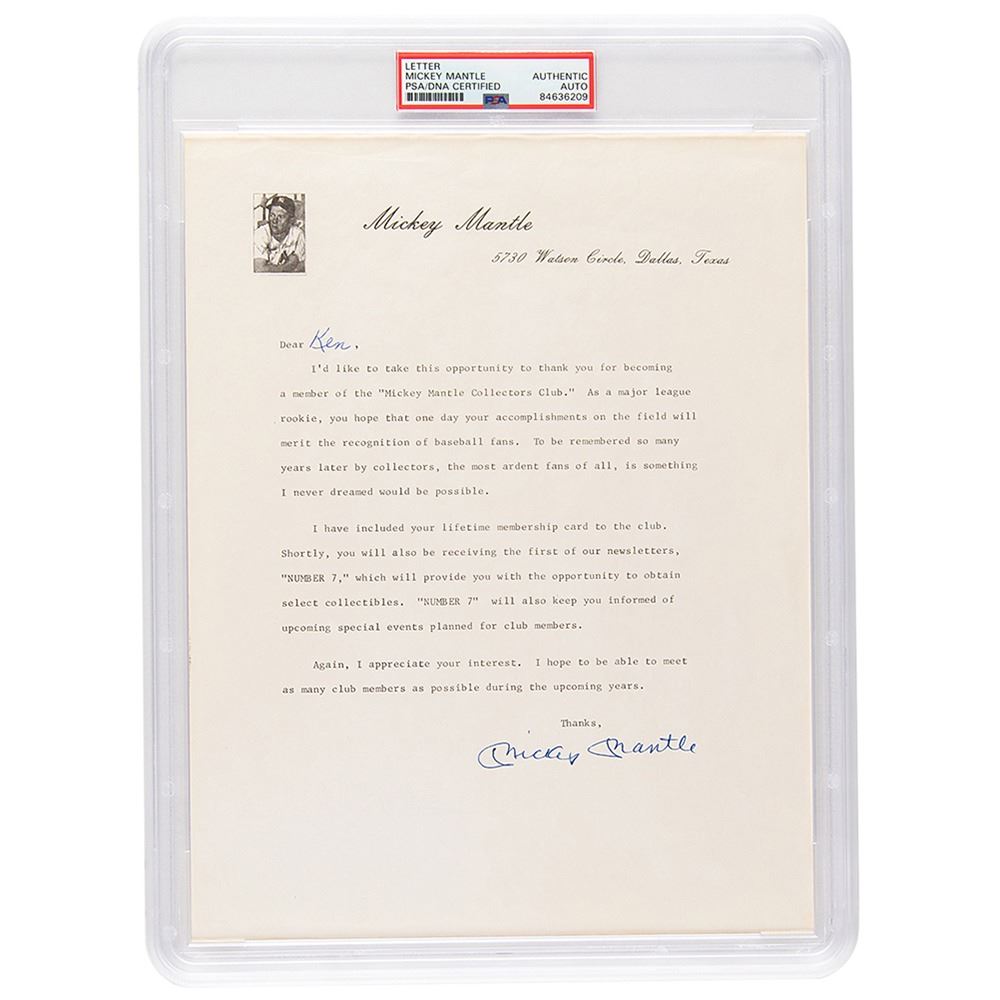 LETTER
MICKEY MANTLE AUTHENTIC
PSA/DNA CERTIFIED AUTO
PSA 84636209
Mickey Mantle
5730 Watson Circle, Dallas, Texas
Dear Ken,
I'd like to take this opportunity to thank you for becoming
a member of the "Mickey Mantle Collectors Club." As a major league
rookie, you hope that one day your accomplishments on the field will
merit the recognition of baseball fans. To be remembered so many
years later by collectors, the most ardent fans of all, is something
I never dreamed would be possible.
I have included your lifetime membership card to the club.
Shortly, you will also be receiving the first of our newsletters,
"NUMBER 7," which will provide you with the opportunity to obtain
select collectibles. "NUMBER 7" will also keep you informed of
upcoming special events planned for club members.
Again, I appreciate your interest. I hope to be able to meet
as many club members as possible during the upcoming years.
Thanks,
Mickey Mantle